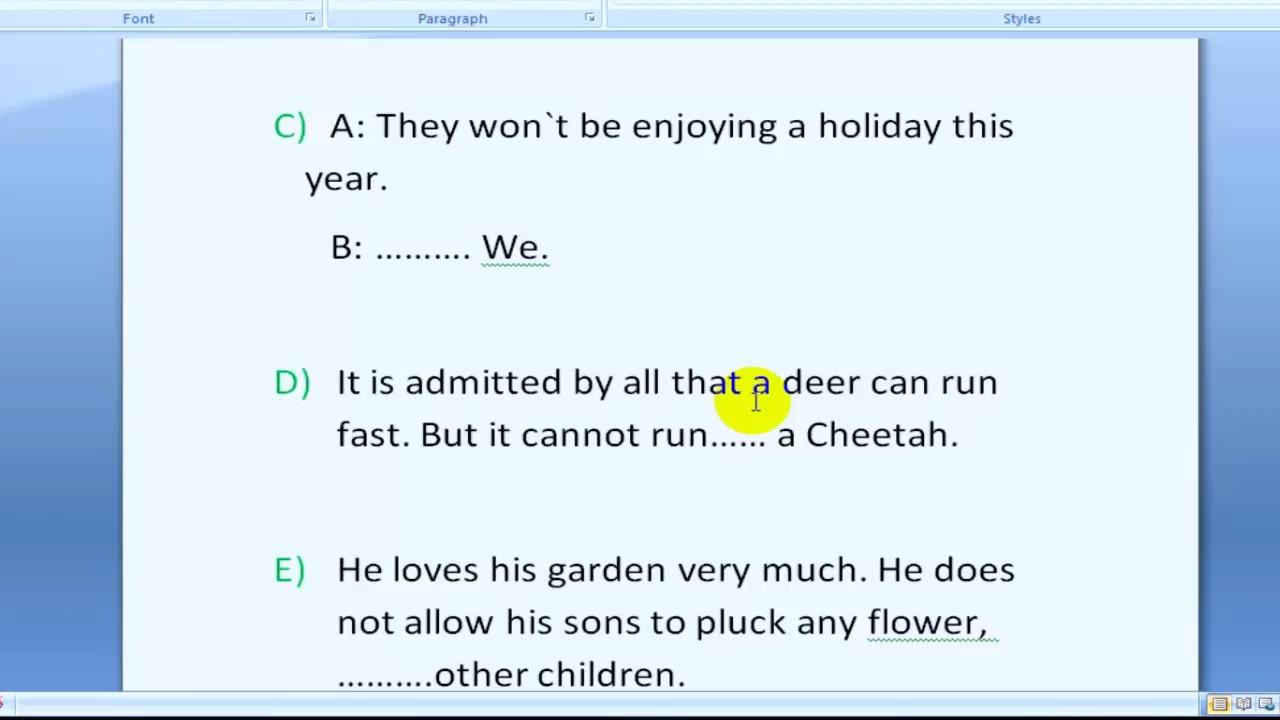 Font Paragraph Styles
C) A: They won`t be enjoying a holiday this
year.
B: .......... We.
D) It is admitted by all that a deer can run
fast. But it cannot run...... a Cheetah.
E) He loves his garden very much. He does
not allow his sons to pluck any flower,
..........other children.